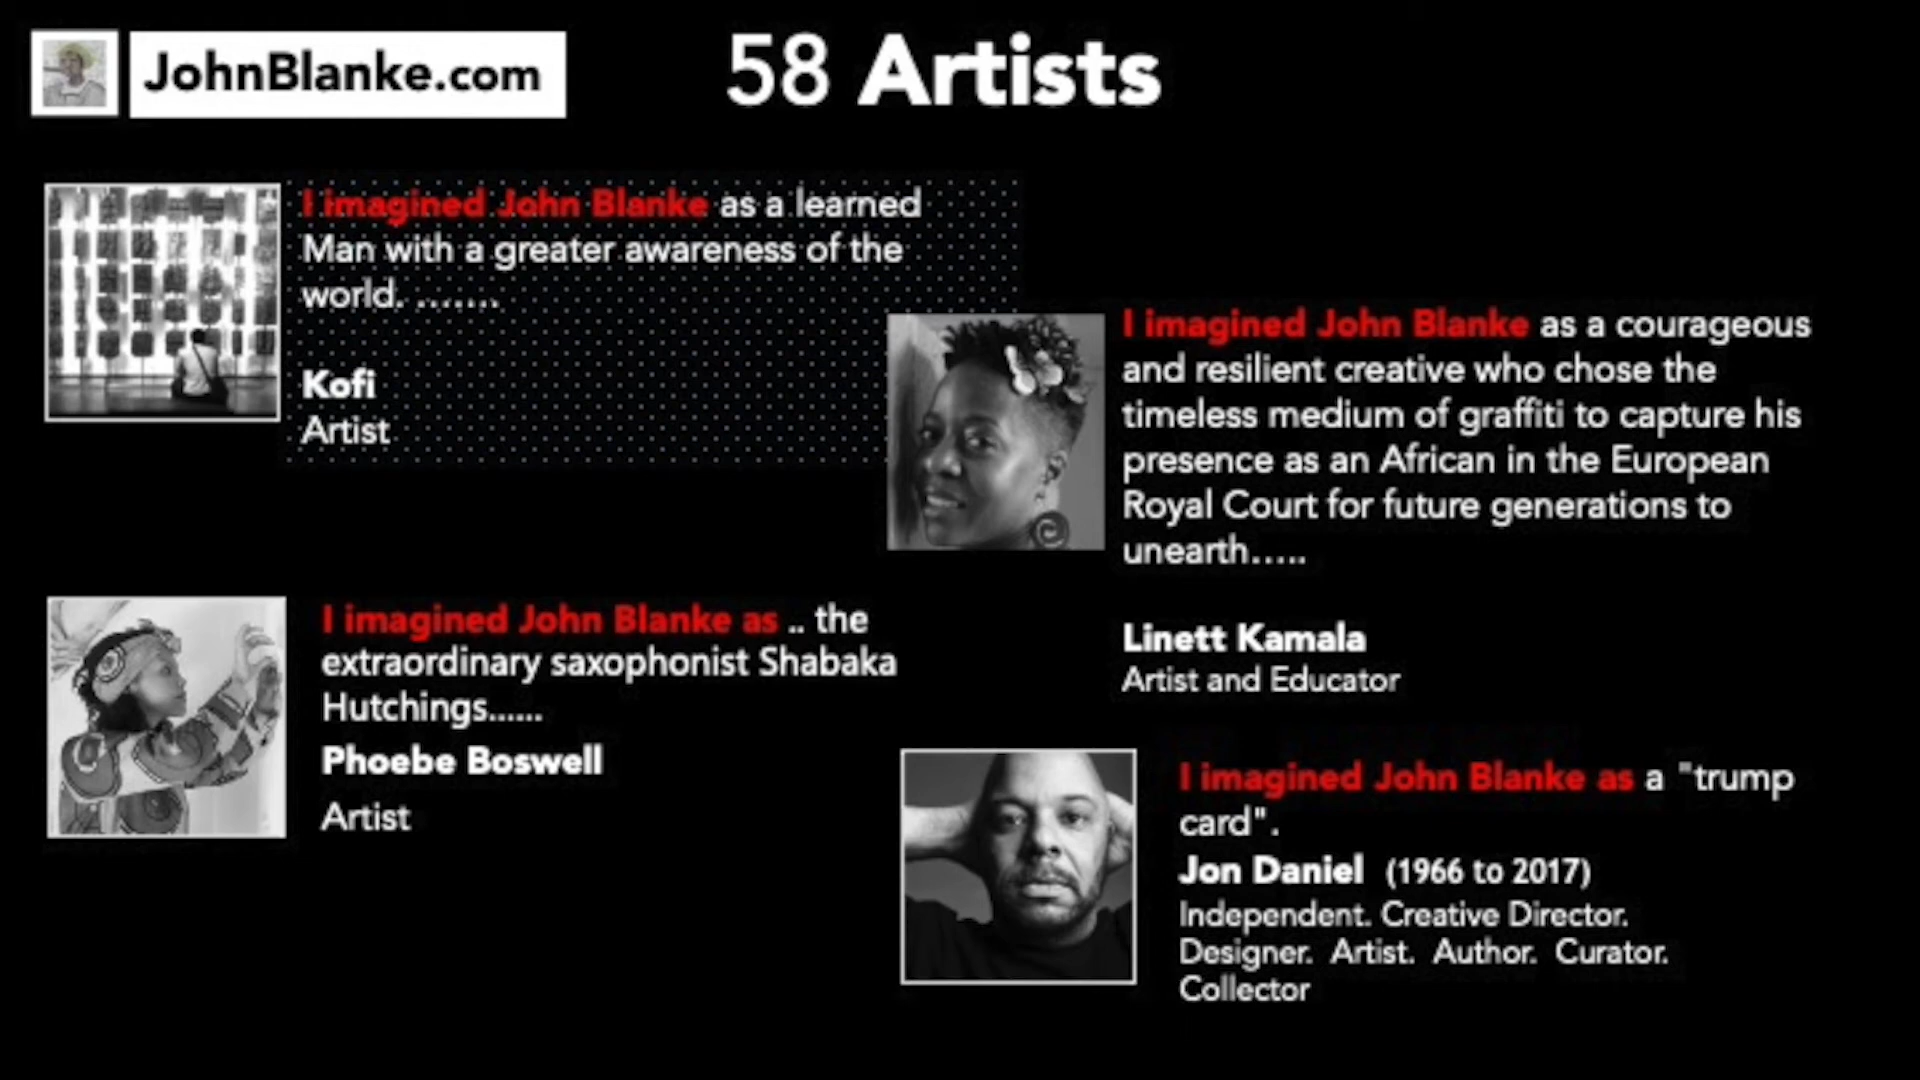 JohnBlanke.com
58 Artists
I imagined John Blanke as a learned
Man with a greater awareness of the
world. .......
Kofi
Artist
I imagined John Blanke as a courageous
and resilient creative who chose the
timeless medium of graffiti to capture his
presence as an African in the European
Royal Court for future generations to
unearth.....
Linett Kamala
Artist and Educator
I imagined John Blanke as .. the
extraordinary saxophonist Shabaka
Hutchings......
Phoebe Boswell
Artist
I imagined John Blanke as a "trump
card".
Jon Daniel (1966 to 2017)
Independent. Creative Director.
Designer. Artist. Author. Curator.
Collector